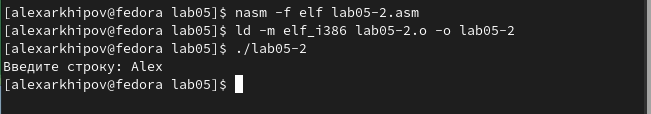 [alexarkhipov@fedora lab05]$ nasm -f elf lab05-2.asm
[alexarkhipov@fedora lab05]$ ld -m elf_i386 lab05-2.o -o lab05-2
[alexarkhipov@fedora lab05]$ ./lab05-2
Введите строку: Alex
[alexarkhipov@fedora lab05]$